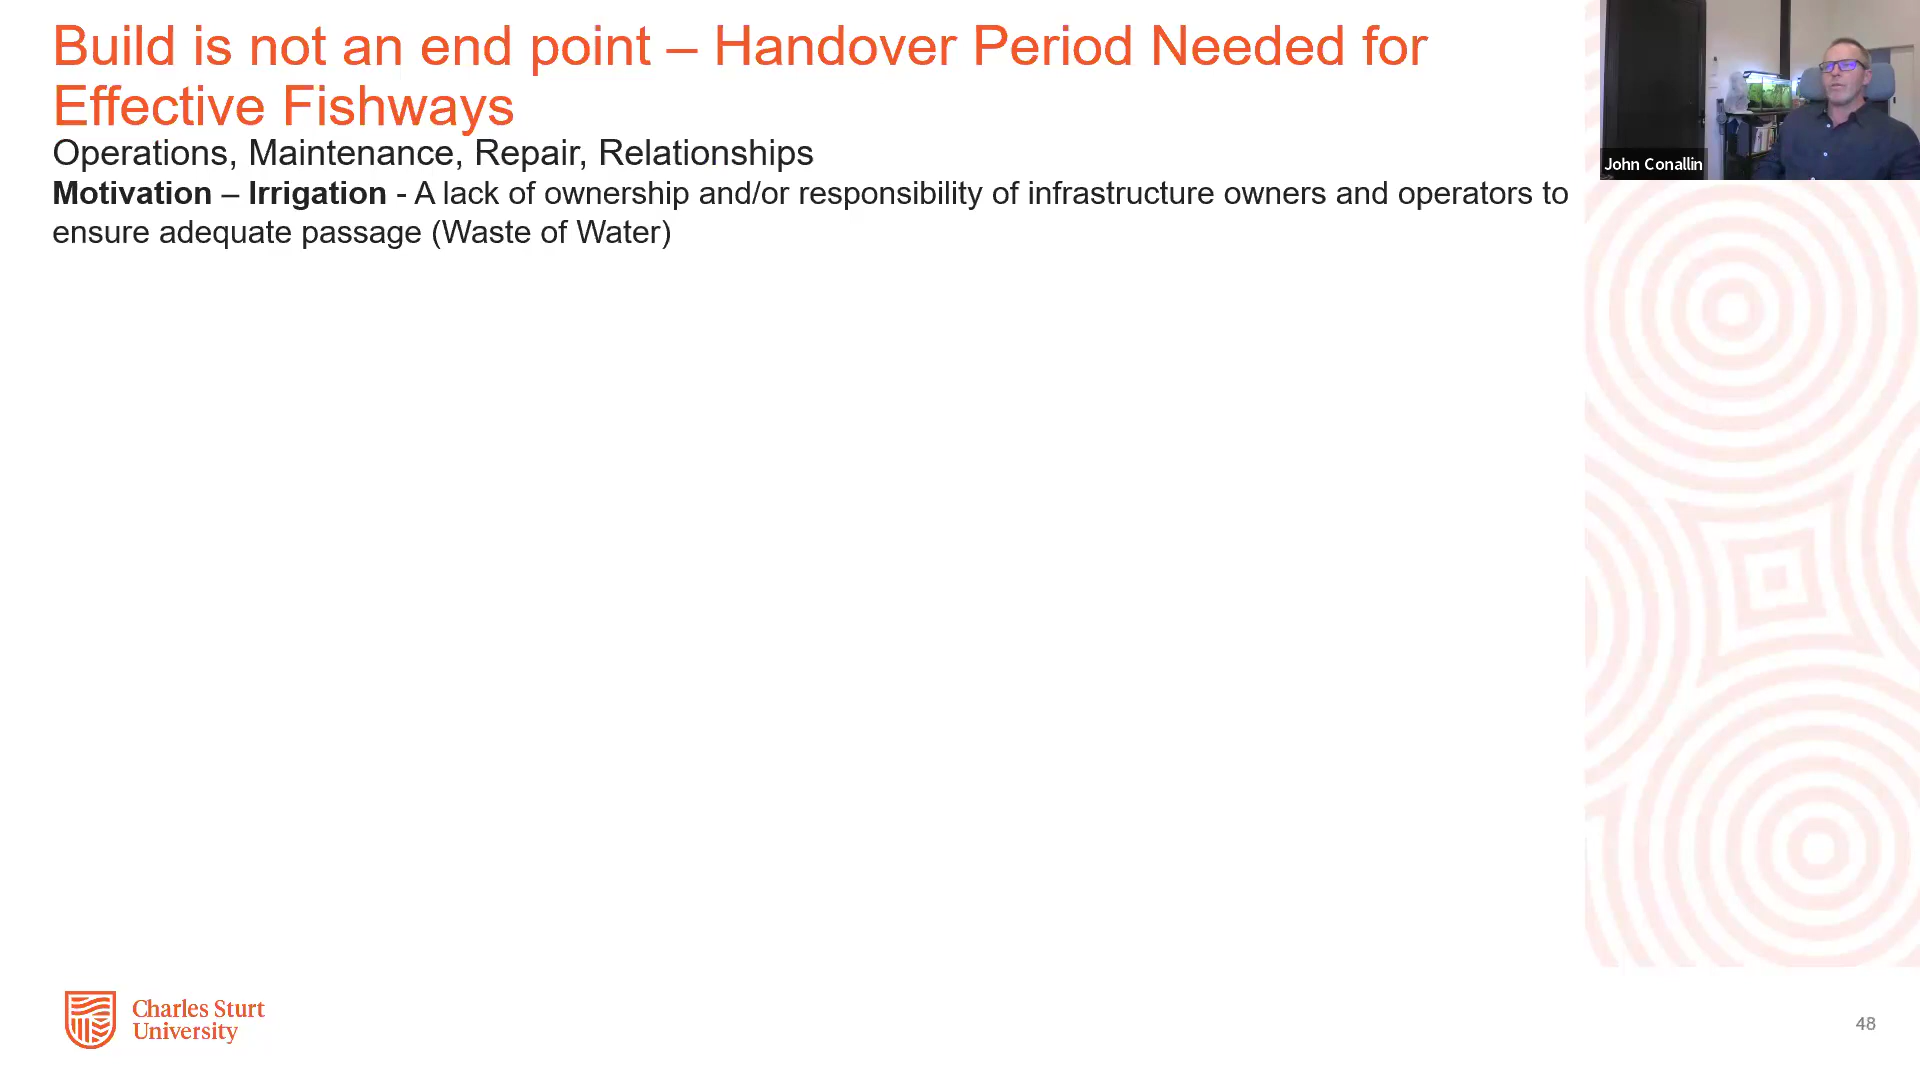 Build is not an end point – Handover Period Needed for
Effective Fishways
Operations, Maintenance, Repair, Relationships
Motivation – Irrigation - A lack of ownership and/or responsibility of infrastructure owners and operators to
ensure adequate passage (Waste of Water)
John Conallin
Charles Sturt
University
48